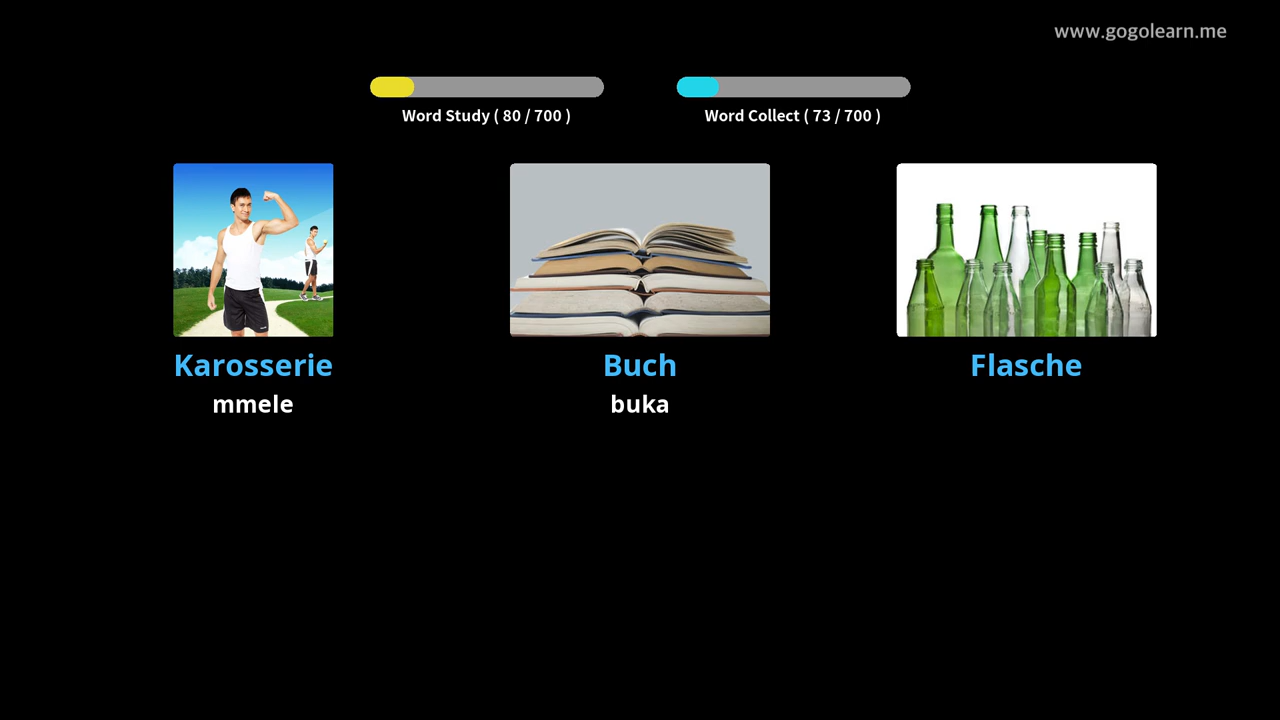 www.gogolearn.me
Word Study ( 80 / 700 )
Word Collect ( 73 / 700 )
Karosserie
mmele
Buch
buka
Flasche